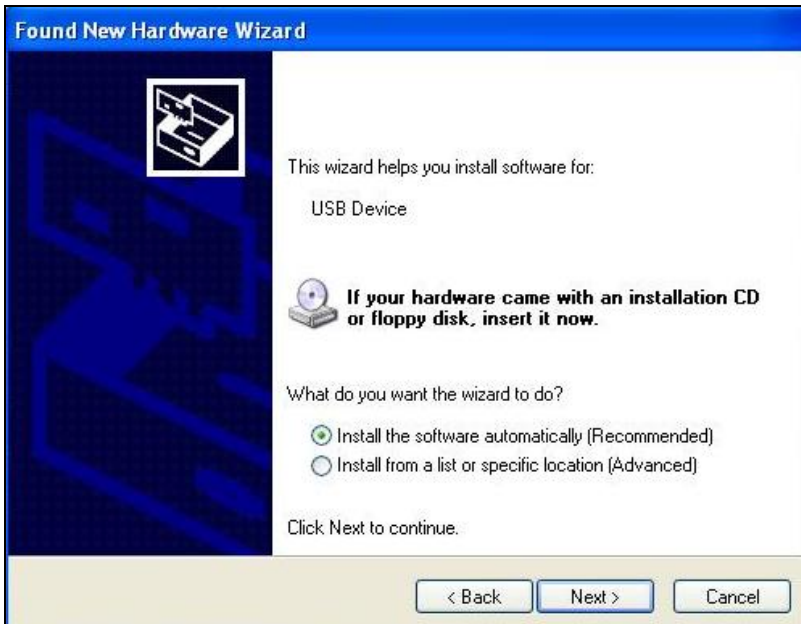 Found New Hardware Wizard
This wizard helps you install software for:
USB Device
If your hardware came with an installation CD
or floppy disk, insert it now.
What do you want the wizard to do?
Install the software automatically (Recommended)
Install from a list or specific location (Advanced)
Click Next to continue.
< Back
Next >
Cancel